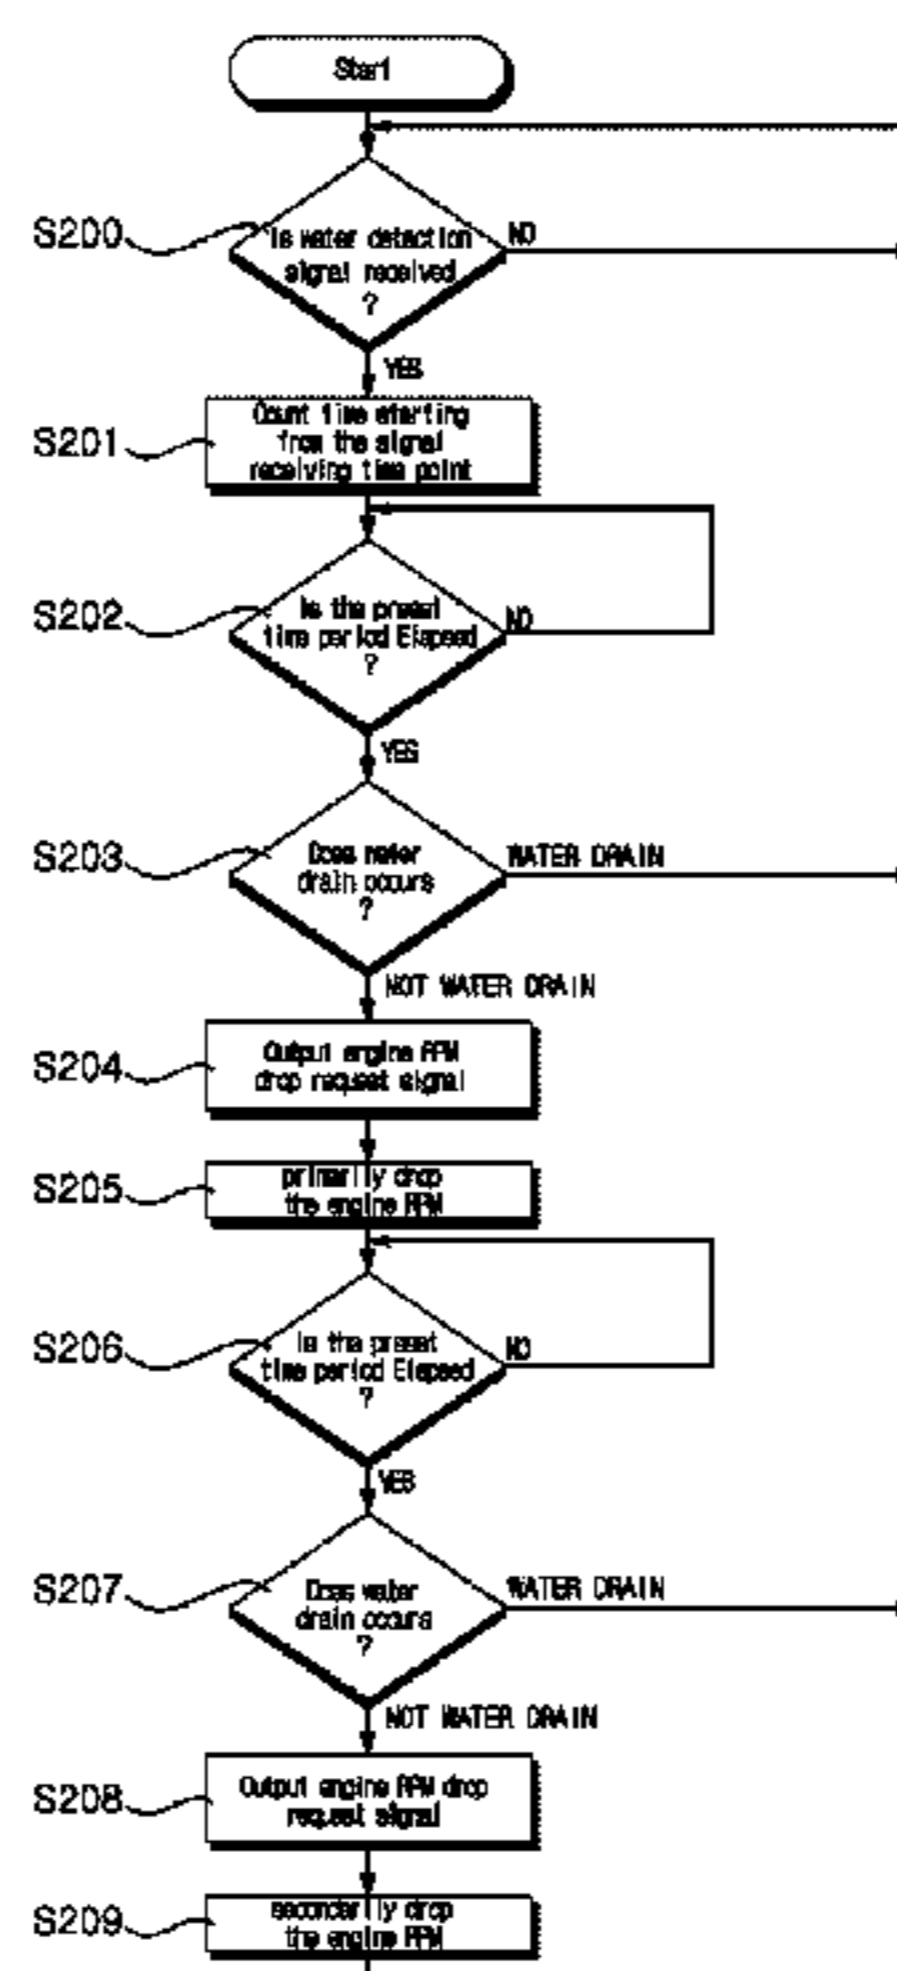 Start
S200
Is water detection
signal received
?
NO
YES
S201
Count time starting
from the signal
receiving time point
S202
Is the preset
time period Elapsed
?
NO
YES
S203
Does water
drain occurs
?
WATER DRAIN
NOT WATER DRAIN
S204
Output engine RPM
drop request signal
S205
primarily drop
the engine RPM
S206
Is the preset
time period Elapsed
?
NO
YES
S207
Does water
drain occurs
?
WATER DRAIN
NOT WATER DRAIN
S208
Output engine RPM drop
request signal
S209
secondarily drop
the engine RPM